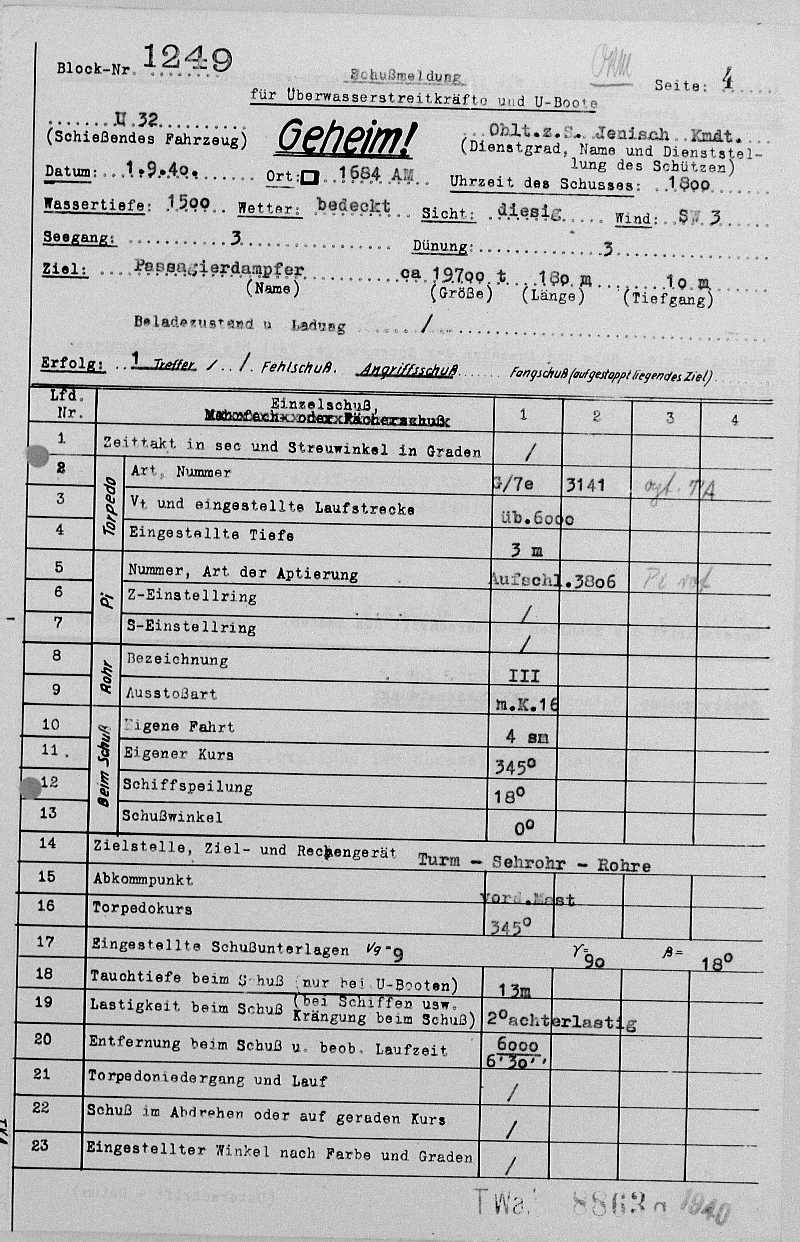 Block-Nr. 1249
Schußmeldung
Seite: 4
für Überwasserstreitkräfte und U-Boote
U.32
Oblt.z.S. Jenisch Kmdt.
(Schießendes Fahrzeug)
Geheim!
(Dienstgrad, Name und Dienststel-
lung des Schützen)
Datum: 1.9.40. Ort: 1684 AM Uhrzeit des Schusses: 1800
Wassertiefe: 1500 Wetter: bedeckt Sicht: diesig Wind: SW 3
Seegang: 3 Dünung: 3
Ziel: Passagierdampfer ca 19700 t 180 m 10 m
(Name) (Größe) (Länge) (Tiefgang)
Beladezustand u Ladung /
Erfolg: 1 Treffer / / Fehlschuß. Angriffsschuß Fangschuß (auf gestoppt liegendes Ziel)
Lfd. Nr. Einzelschuß, Mehrfach- oder Fächerschuß 1 2 3 4
1 Zeittakt in sec und Streuwinkel in Graden /
Torpedo
2 Art, Nummer G/7e 3141
3 Vt und eingestellte Laufstrecke üb.6000
4 Eingestellte Tiefe 3 m
Pi
5 Nummer, Art der Aptierung Aufschl.3806
6 Z-Einstellring /
7 S-Einstellring /
Rohr
8 Bezeichnung III
9 Ausstoßart m.K.16
Beim Schuß
10 Eigene Fahrt 4 sm
11. Eigener Kurs 345°
12 Schiffspeilung 18°
13 Schußwinkel 0°
14 Zielstelle, Ziel- und Rechengerät Turm - Sehrohr - Rohre
15 Abkommpunkt vord.Mast
16 Torpedokurs 345°
17 Eingestellte Schußunterlagen Vg = 9 γ= 90 β= 18°
18 Tauchtiefe beim Schuß (nur bei U-Booten) 13m
19 Lastigkeit beim Schuß (bei Schiffen usw. Krängung beim Schuß) 2°achterlastig
20 Entfernung beim Schuß u. beob. Laufzeit 6000
6'30''
21 Torpedoniedergang und Lauf /
22 Schuß im Abdrehen oder auf geraden Kurs /
23 Eingestellter Winkel nach Farbe und Graden /
TWa. 8863 1940